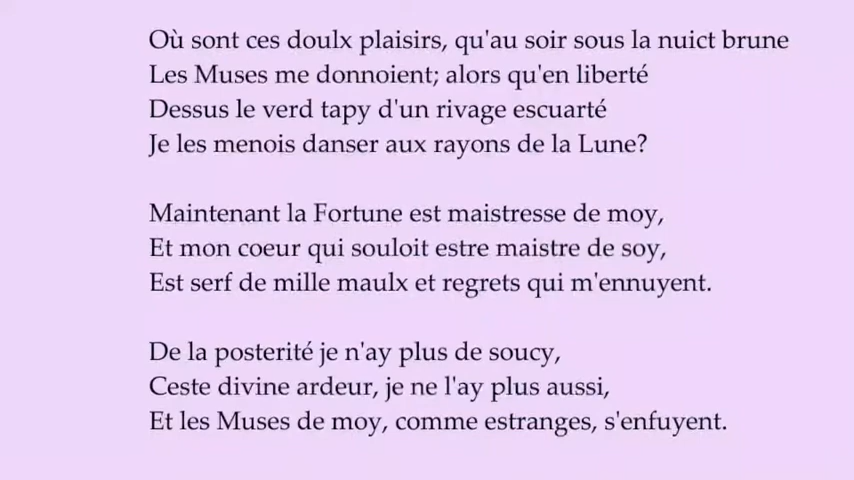 Où sont ces doulx plaisirs, qu'au soir sous la nuict brune
Les Muses me donnoient; alors qu'en liberté
Dessus le verd tapy d'un rivage escuarté
Je les menois danser aux rayons de la Lune?
Maintenant la Fortune est maistresse de moy,
Et mon coeur qui souloit estre maistre de soy,
Est serf de mille maulx et regrets qui m'ennuyent.
De la posterité je n'ay plus de soucy,
Ceste divine ardeur, je ne l'ay plus aussi,
Et les Muses de moy, comme estranges, s'enfuyent.